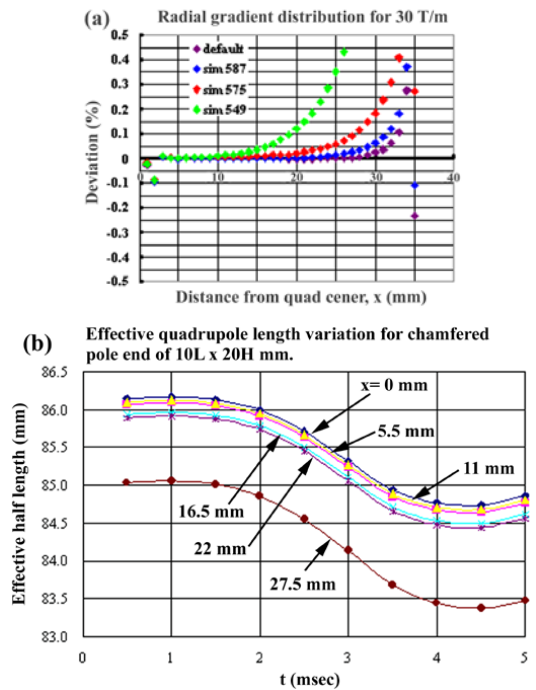 (a)
Radial gradient distribution for 30 T/m
0.5
0.4
0.3
0.2
0.1
0
-0.1
-0.2
-0.3
-0.4
-0.5
Deviation (%)
default
sim 587
sim 575
sim 549
0
10
20
30
40
Distance from quad cener, x (mm)
(b)
Effective quadrupole length variation for chamfered
pole end of 10L x 20H mm.
86.5
86.0
85.5
85.0
84.5
84.0
83.5
83.0
Effective half length (mm)
x= 0 mm
5.5 mm
11 mm
16.5 mm
22 mm
27.5 mm
0
1
2
3
4
5
t (msec)